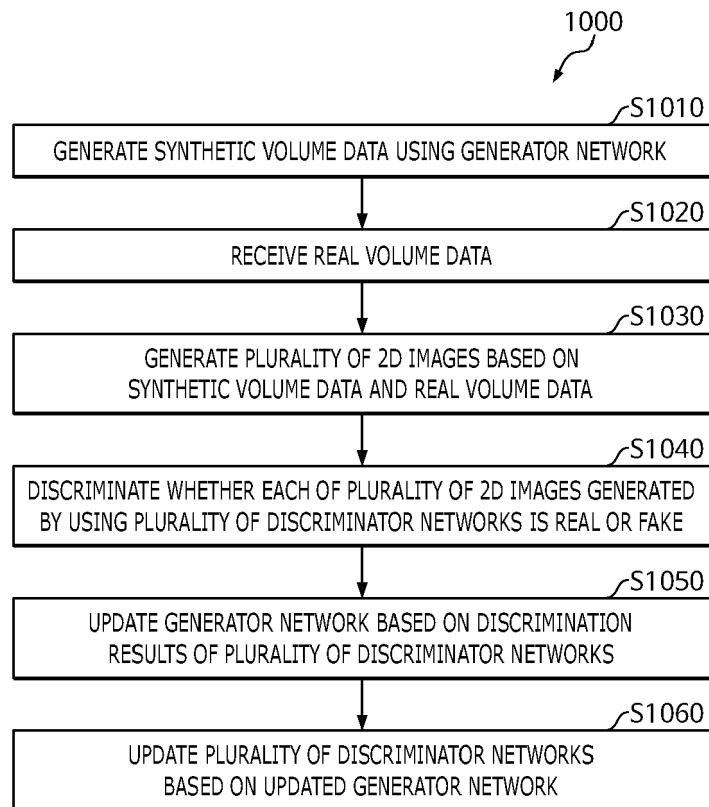 1000
S1010
GENERATE SYNTHETIC VOLUME DATA USING GENERATOR NETWORK
S1020
RECEIVE REAL VOLUME DATA
S1030
GENERATE PLURALITY OF 2D IMAGES BASED ON
SYNTHETIC VOLUME DATA AND REAL VOLUME DATA
S1040
DISCRIMINATE WHETHER EACH OF PLURALITY OF 2D IMAGES GENERATED
BY USING PLURALITY OF DISCRIMINATOR NETWORKS IS REAL OR FAKE
S1050
UPDATE GENERATOR NETWORK BASED ON DISCRIMINATION
RESULTS OF PLURALITY OF DISCRIMINATOR NETWORKS
S1060
UPDATE PLURALITY OF DISCRIMINATOR NETWORKS
BASED ON UPDATED GENERATOR NETWORK